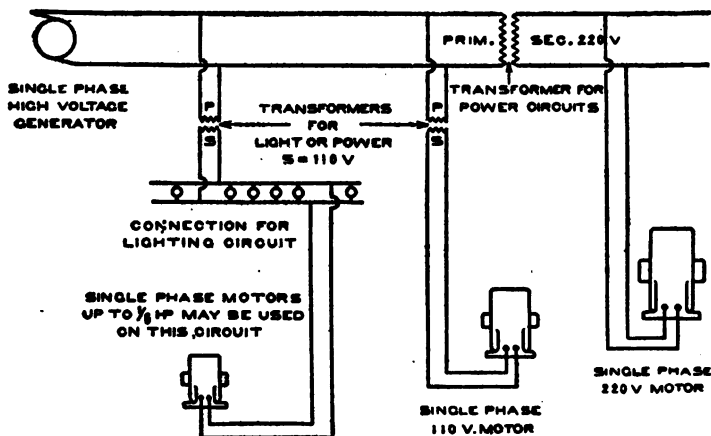 PRIM. SEC. 220 V
SINGLE PHASE
HIGH VOLTAGE
GENERATOR
P
S
TRANSFORMERS
FOR
LIGHT OR POWER
S = 110 V
P
S
TRANSFORMER FOR
POWER CIRCUITS
CONNECTION FOR
LIGHTING CIRCUIT
SINGLE PHASE MOTORS
UP TO 1/6 HP MAY BE USED
ON THIS CIRCUIT
SINGLE PHASE
110 V. MOTOR
SINGLE PHASE
220 V MOTOR